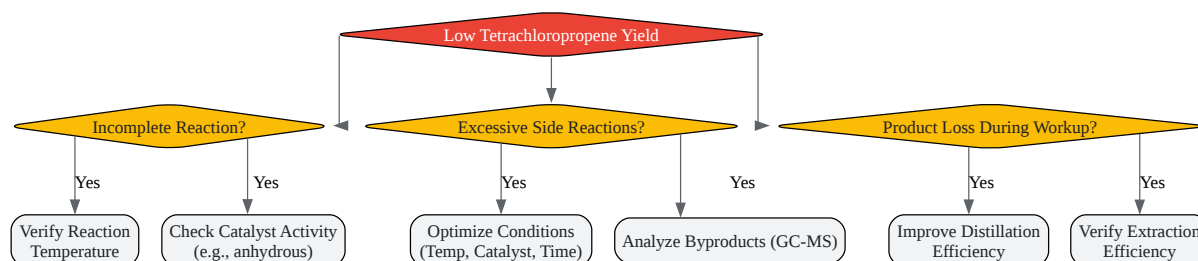 Low Tetrachloropropene Yield
Incomplete Reaction?
Excessive Side Reactions?
Product Loss During Workup?
Yes
Yes
Yes
Yes
Yes
Yes
Verify Reaction
Temperature
Check Catalyst Activity
(e.g., anhydrous)
Optimize Conditions
(Temp, Catalyst, Time)
Analyze Byproducts (GC-MS)
Improve Distillation
Efficiency
Verify Extraction
Efficiency